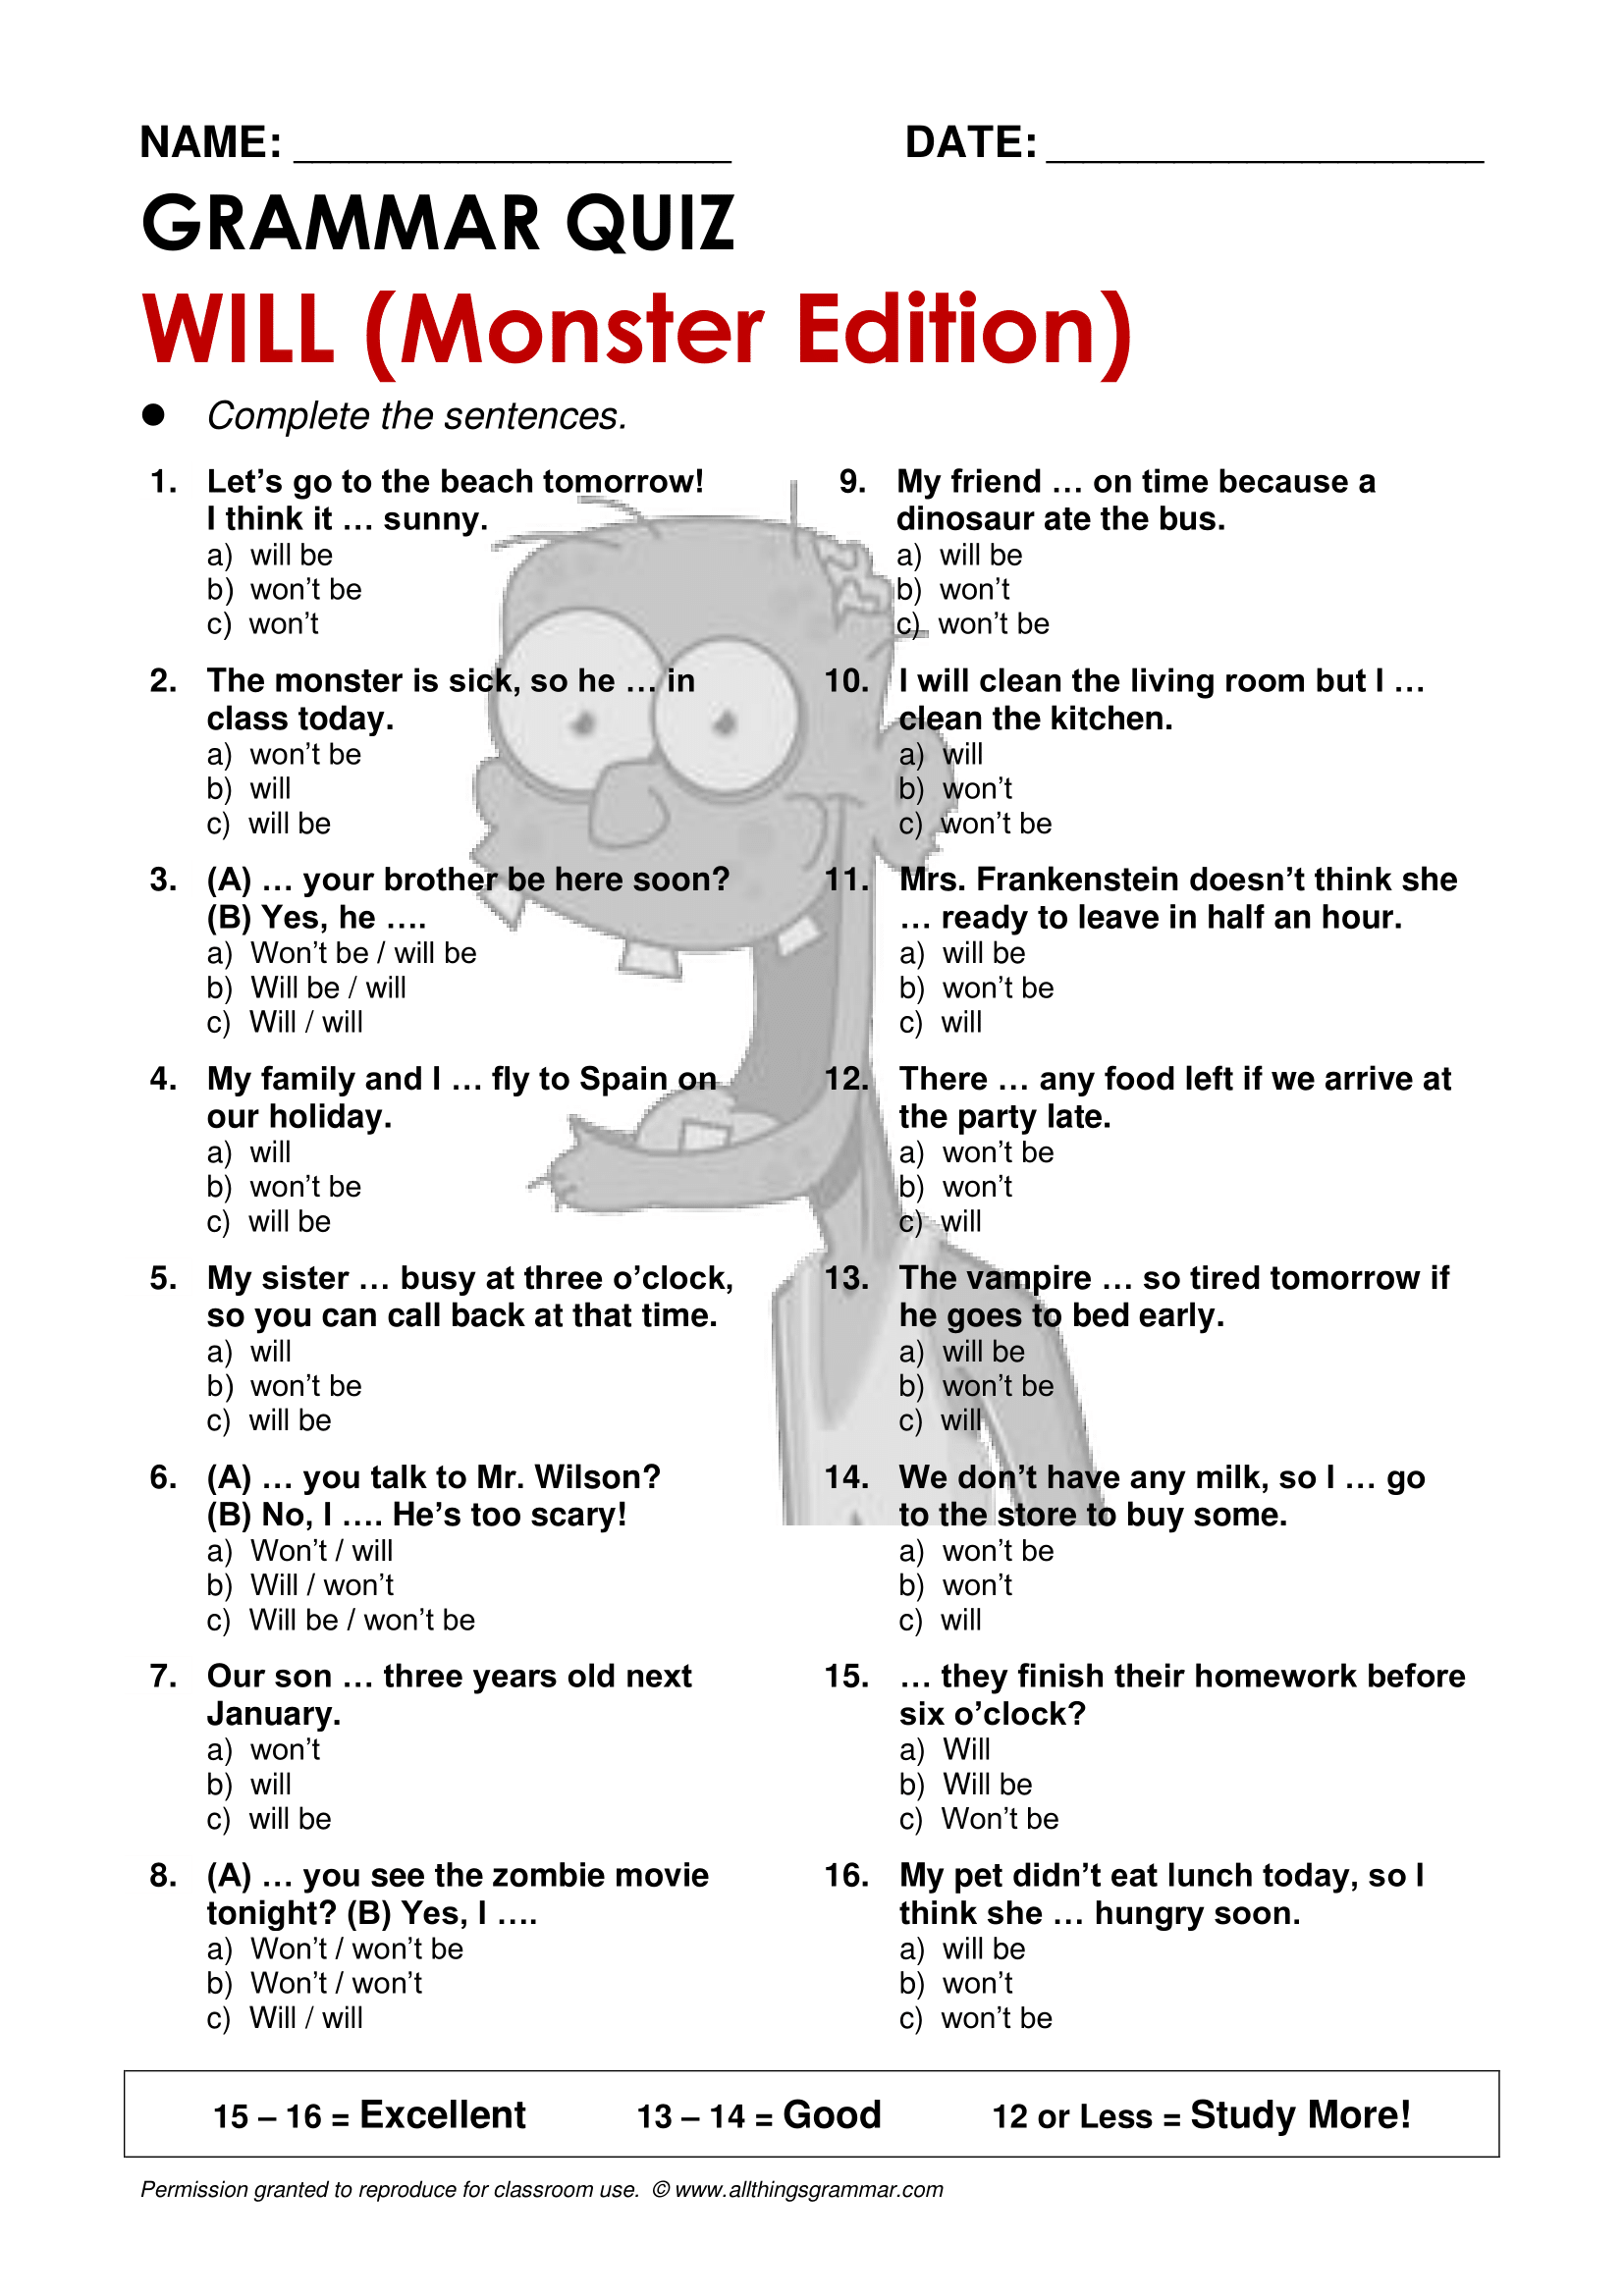 NAME: ________________________ DATE: ________________________
GRAMMAR QUIZ
WILL (Monster Edition)
● Complete the sentences.
1. Let’s go to the beach tomorrow!
I think it … sunny.
a) will be
b) won’t be
c) won’t
2. The monster is sick, so he … in
class today.
a) won’t be
b) will
c) will be
3. (A) … your brother be here soon?
(B) Yes, he ….
a) Won’t be / will be
b) Will be / will
c) Will / will
4. My family and I … fly to Spain on
our holiday.
a) will
b) won’t be
c) will be
5. My sister … busy at three o’clock,
so you can call back at that time.
a) will
b) won’t be
c) will be
6. (A) … you talk to Mr. Wilson?
(B) No, I …. He’s too scary!
a) Won’t / will
b) Will / won’t
c) Will be / won’t be
7. Our son … three years old next
January.
a) won’t
b) will
c) will be
8. (A) … you see the zombie movie
tonight? (B) Yes, I ….
a) Won’t / won’t be
b) Won’t / won’t
c) Will / will
9. My friend … on time because a
dinosaur ate the bus.
a) will be
b) won’t
c) won’t be
10. I will clean the living room but I …
clean the kitchen.
a) will
b) won’t
c) won’t be
11. Mrs. Frankenstein doesn’t think she
… ready to leave in half an hour.
a) will be
b) won’t be
c) will
12. There … any food left if we arrive at
the party late.
a) won’t be
b) won’t
c) will
13. The vampire … so tired tomorrow if
he goes to bed early.
a) will be
b) won’t be
c) will
14. We don’t have any milk, so I … go
to the store to buy some.
a) won’t be
b) won’t
c) will
15. … they finish their homework before
six o’clock?
a) Will
b) Will be
c) Won’t be
16. My pet didn’t eat lunch today, so I
think she … hungry soon.
a) will be
b) won’t
c) won’t be
15 – 16 = Excellent 13 – 14 = Good 12 or Less = Study More!
Permission granted to reproduce for classroom use. © www.allthingsgrammar.com